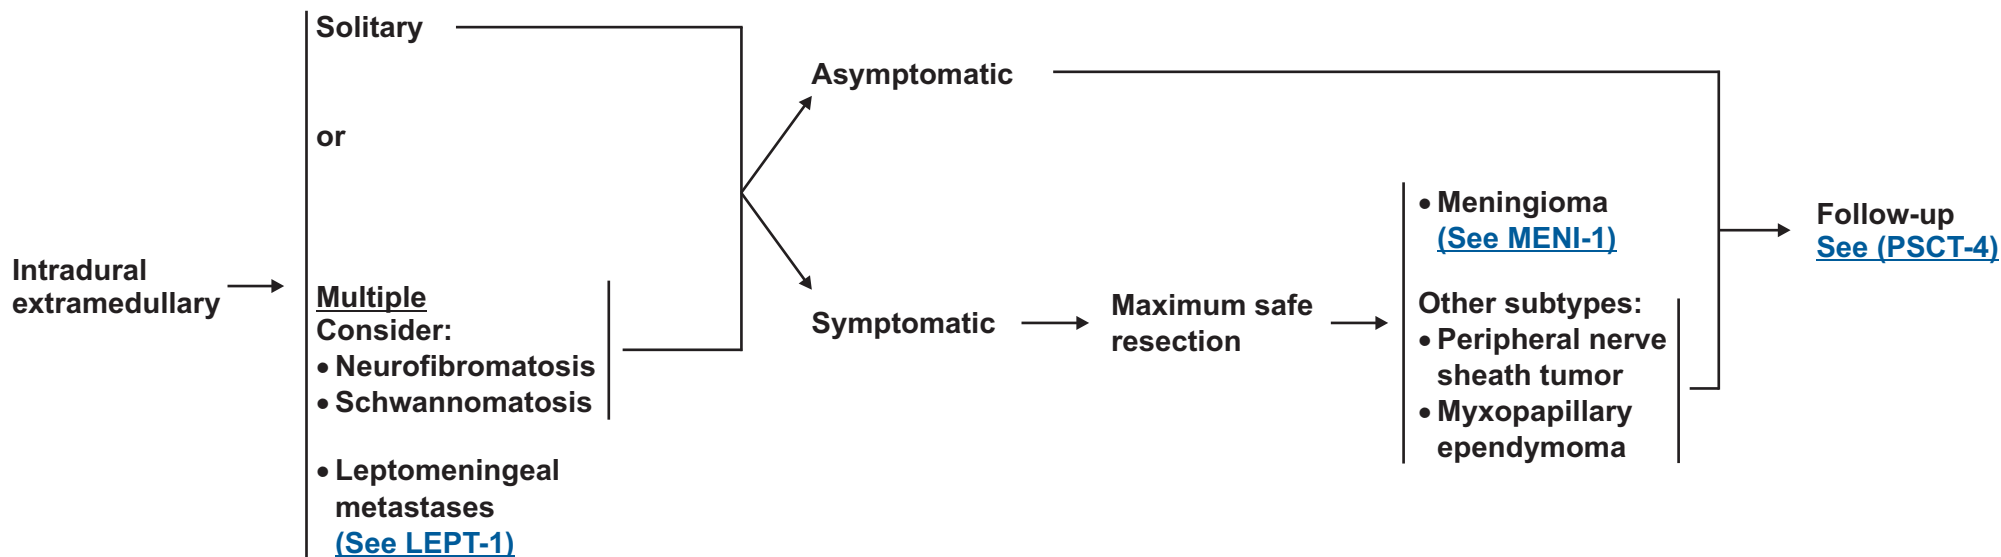 Intradural
extramedullary
Solitary
or
Multiple
Consider:
• Neurofibromatosis
• Schwannomatosis
• Leptomeningeal
metastases
(See LEPT-1)
Asymptomatic
Symptomatic
Maximum safe
resection
• Meningioma
(See MENI-1)
Other subtypes:
• Peripheral nerve
sheath tumor
• Myxopapillary
ependymoma
Follow-up
See (PSCT-4)